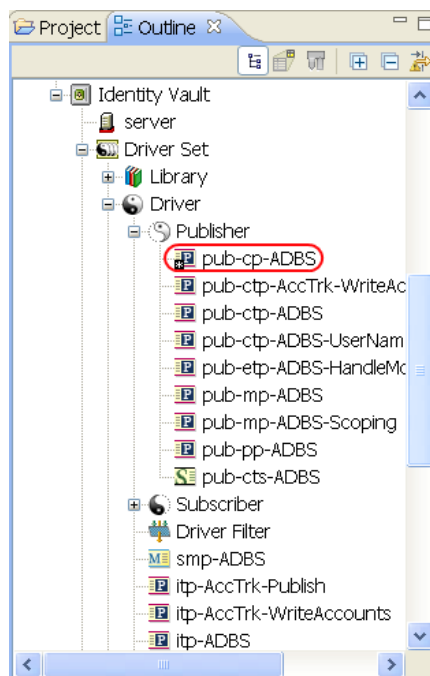 Project Outline
Identity Vault
server
Driver Set
Library
Driver
Publisher
pub-cp-ADBS
pub-ctp-AccTrk-WriteAc
pub-ctp-ADBS
pub-ctp-ADBS-UserNam
pub-etp-ADBS-HandleMo
pub-mp-ADBS
pub-mp-ADBS-Scoping
pub-pp-ADBS
pub-cts-ADBS
Subscriber
Driver Filter
smp-ADBS
itp-AccTrk-Publish
itp-AccTrk-WriteAccounts
itp-ADBS